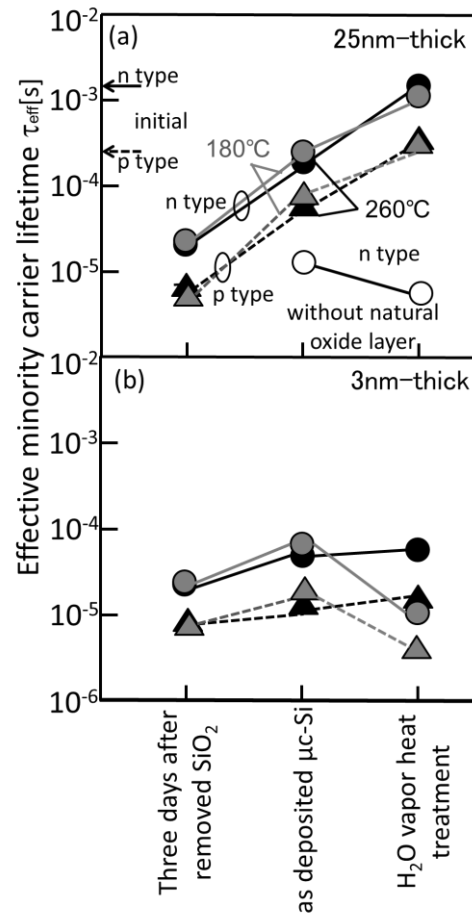 Effective minority carrier lifetime τeff[s]
10⁻²
(a)
25nm-thick
n type
10⁻³
initial
p type
180℃
10⁻⁴
n type
260℃
10⁻⁵
n type
p type
without natural
oxide layer
10⁻²
(b)
3nm-thick
10⁻³
10⁻⁴
10⁻⁵
10⁻⁶
Three days after
removed SiO₂
as deposited μc-Si
H₂O vapor heat
treatment